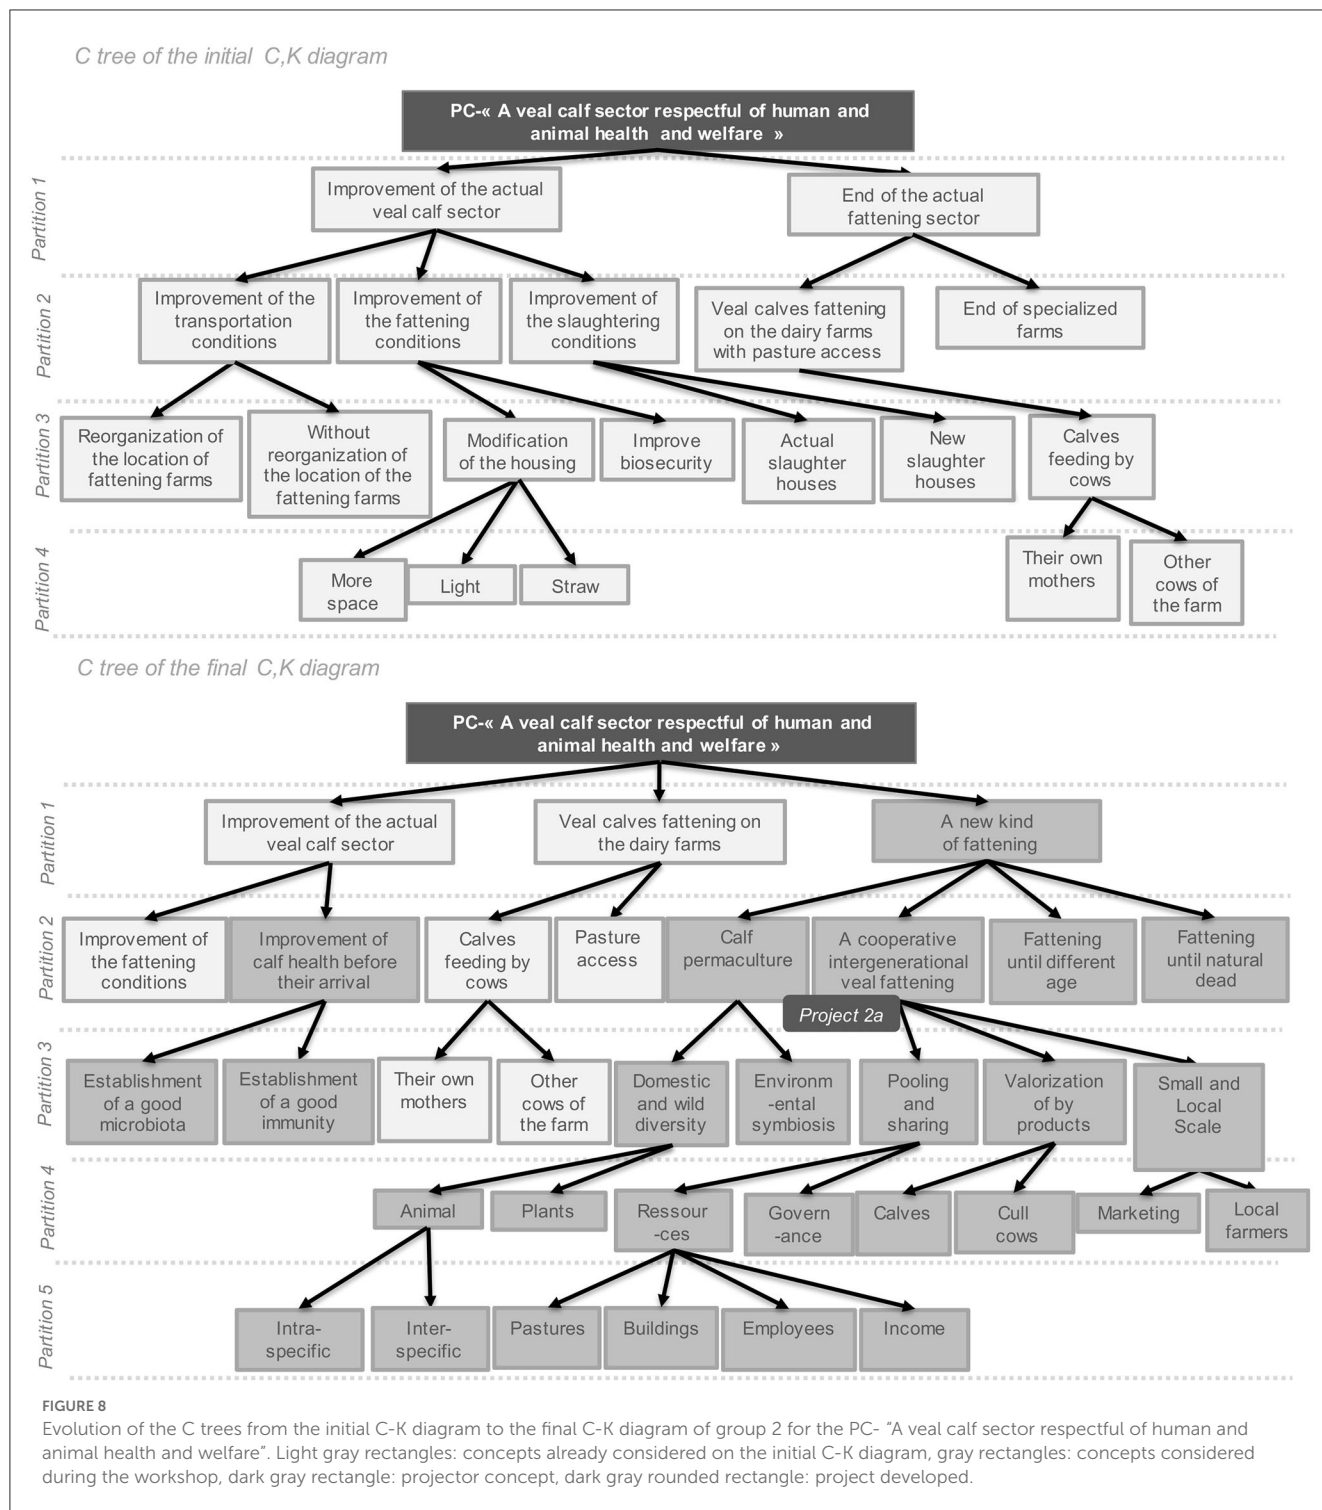 C tree of the initial C,K diagram
PC-« A veal calf sector respectful of human and
animal health and welfare »
Partition 1
Improvement of the actual
veal calf sector
End of the actual
fattening sector
Partition 2
Improvement of the
transportation
conditions
Improvement of
the fattening
conditions
Improvement of
the slaughtering
conditions
Veal calves fattening
on the dairy farms
with pasture access
End of specialized
farms
Partition 3
Reorganization of
the location of
fattening farms
Without
reorganization of
the location of the
fattening farms
Modification
of the housing
Improve
biosecurity
Actual
slaughter
houses
New
slaughter
houses
Calves
feeding by
cows
Partition 4
More
space
Light
Straw
Their own
mothers
Other
cows of
the farm
C tree of the final C,K diagram
PC-« A veal calf sector respectful of human and
animal health and welfare »
Partition 1
Improvement of the actual
veal calf sector
Veal calves fattening on
the dairy farms
A new kind
of fattening
Partition 2
Improvement of
the fattening
conditions
Improvement of
calf health before
their arrival
Calves
feeding by
cows
Pasture
access
Calf
permaculture
A cooperative
intergenerational
veal fattening
Fattening
until different
age
Fattening
until natural
dead
Project 2a
Partition 3
Establishment
of a good
microbiota
Establishment
of a good
immunity
Their own
mothers
Other
cows of
the farm
Domestic
and wild
diversity
Environm
-ental
symbiosis
Pooling
and
sharing
Valorization
of by
products
Small and
Local
Scale
Partition 4
Animal
Plants
Ressour
-ces
Govern
-ance
Calves
Cull
cows
Marketing
Local
farmers
Partition 5
Intra-
specific
Inter-
specific
Pastures
Buildings
Employees
Income
FIGURE 8
Evolution of the C trees from the initial C-K diagram to the final C-K diagram of group 2 for the PC- "A veal calf sector respectful of human and
animal health and welfare". Light gray rectangles: concepts already considered on the initial C-K diagram, gray rectangles: concepts considered
during the workshop, dark gray rectangle: projector concept, dark gray rounded rectangle: project developed.